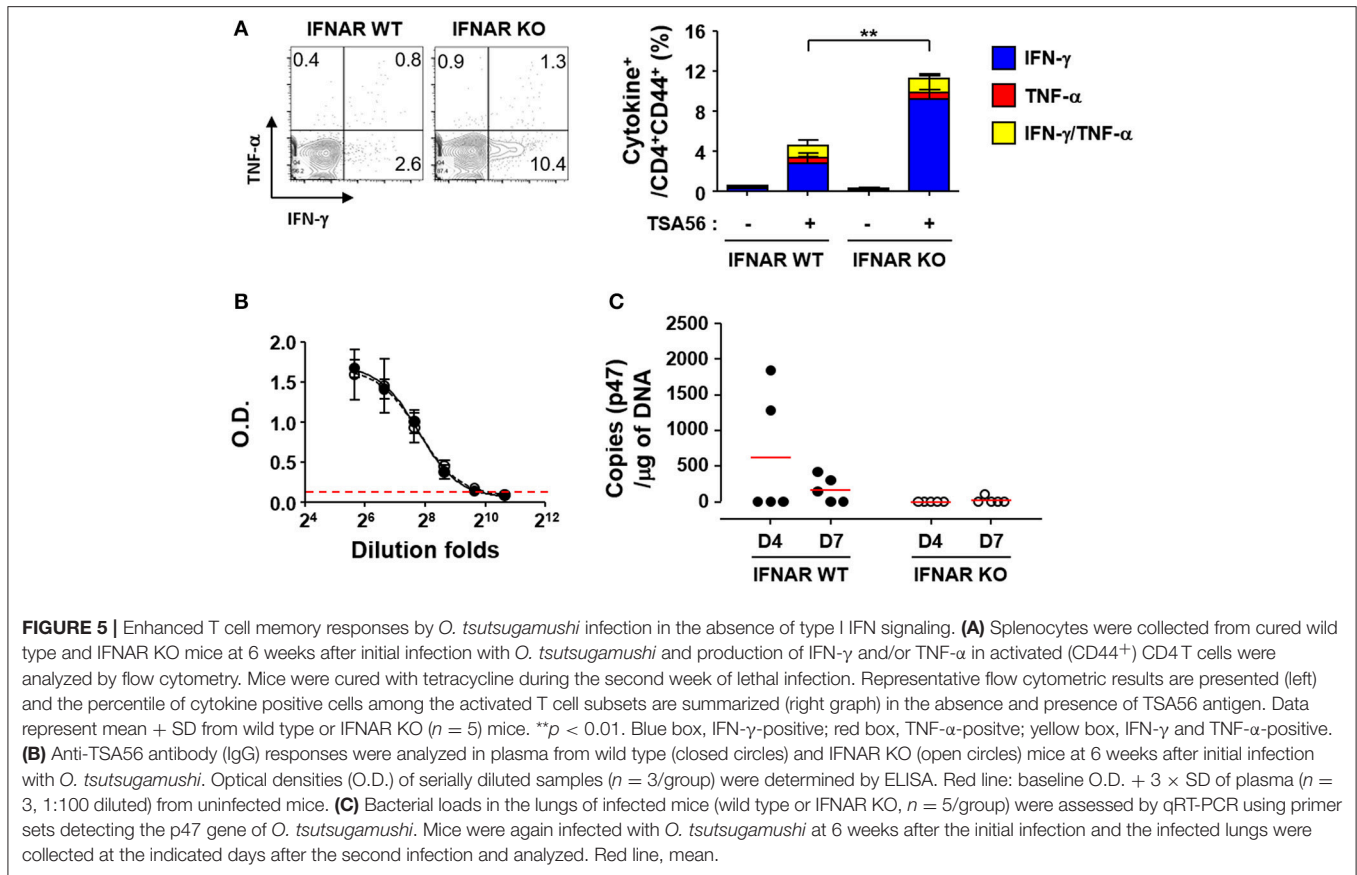 A
IFNAR WT
IFNAR KO
0.4
0.8
0.9
1.3
2.6
10.4
TNF-α
IFN-γ
**
16
12
8
4
0
Cytokine⁺
/CD4⁺CD44⁺ (%)
IFN-γ
TNF-α
IFN-γ/TNF-α
TSA56 : - + - +
IFNAR WT
IFNAR KO
B
2.0
1.5
1.0
0.5
0.0
O.D.
2⁴ 2⁶ 2⁸ 2¹⁰ 2¹²
Dilution folds
C
2500
2000
1500
1000
500
0
Copies (p47)
/µg of DNA
D4 D7 D4 D7
IFNAR WT
IFNAR KO
FIGURE 5 | Enhanced T cell memory responses by O. tsutsugamushi infection in the absence of type I IFN signaling. (A) Splenocytes were collected from cured wild
type and IFNAR KO mice at 6 weeks after initial infection with O. tsutsugamushi and production of IFN-γ and/or TNF-α in activated (CD44⁺) CD4 T cells were
analyzed by flow cytometry. Mice were cured with tetracycline during the second week of lethal infection. Representative flow cytometric results are presented (left)
and the percentile of cytokine positive cells among the activated T cell subsets are summarized (right graph) in the absence and presence of TSA56 antigen. Data
represent mean + SD from wild type or IFNAR KO (n = 5) mice. **p < 0.01. Blue box, IFN-γ-positive; red box, TNF-α-positve; yellow box, IFN-γ and TNF-α-positive.
(B) Anti-TSA56 antibody (IgG) responses were analyzed in plasma from wild type (closed circles) and IFNAR KO (open circles) mice at 6 weeks after initial infection
with O. tsutsugamushi. Optical densities (O.D.) of serially diluted samples (n = 3/group) were determined by ELISA. Red line: baseline O.D. + 3 × SD of plasma (n =
3, 1:100 diluted) from uninfected mice. (C) Bacterial loads in the lungs of infected mice (wild type or IFNAR KO, n = 5/group) were assessed by qRT-PCR using primer
sets detecting the p47 gene of O. tsutsugamushi. Mice were again infected with O. tsutsugamushi at 6 weeks after the initial infection and the infected lungs were
collected at the indicated days after the second infection and analyzed. Red line, mean.